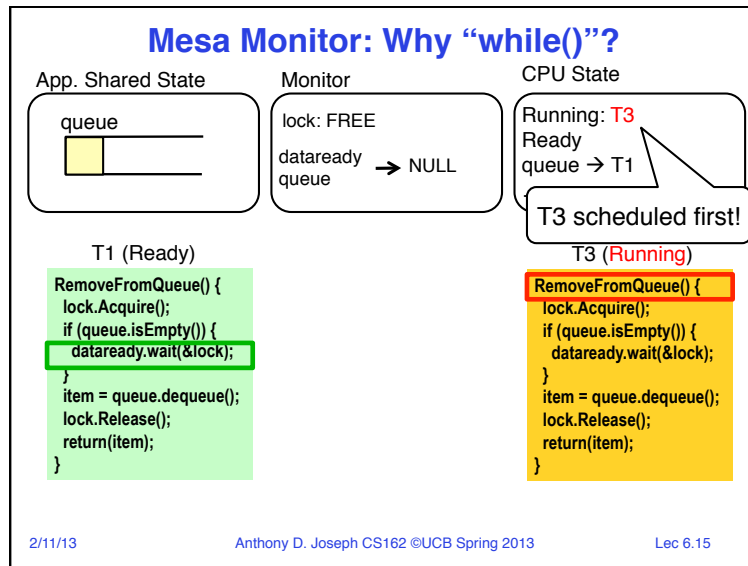 Mesa Monitor: Why “while()”?
App. Shared State
queue
Monitor
lock: FREE
dataready
queue → NULL
CPU State
Running: T3
Ready
queue → T1
T3 scheduled first!
T1 (Ready)
RemoveFromQueue() {
lock.Acquire();
if (queue.isEmpty()) {
dataready.wait(&lock);
}
item = queue.dequeue();
lock.Release();
return(item);
}
T3 (Running)
RemoveFromQueue() {
lock.Acquire();
if (queue.isEmpty()) {
dataready.wait(&lock);
}
item = queue.dequeue();
lock.Release();
return(item);
}
2/11/13
Anthony D. Joseph CS162 ©UCB Spring 2013
Lec 6.15